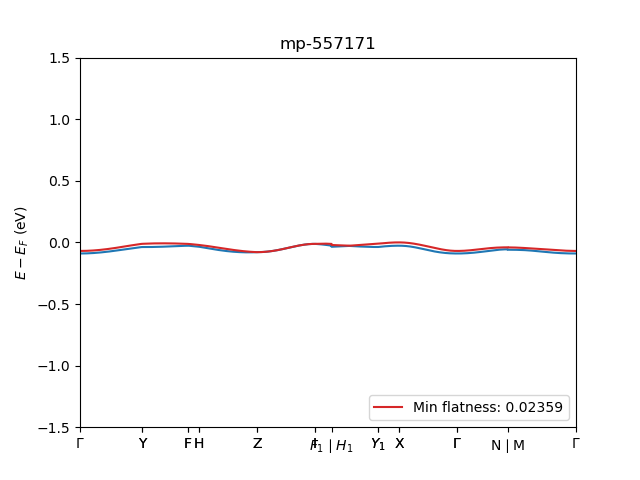 mp-557171
1.5
1.0
0.5
0.0
−0.5
−1.0
−1.5
E − E_F (eV)
Min flatness: 0.02359
Γ Y F H Z F₁ | H₁ Y₁ X Γ N | M Γ